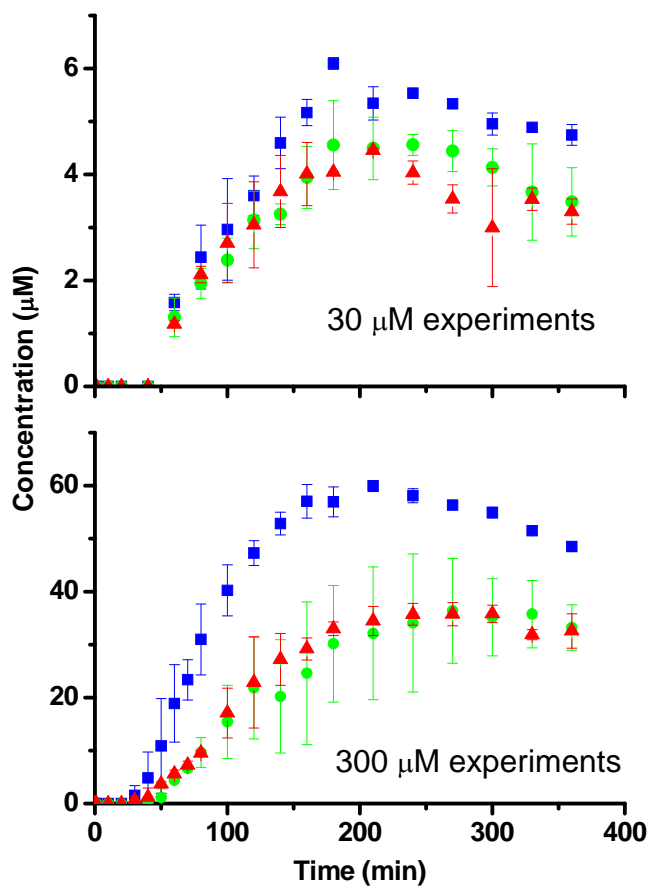 6
4
2
0
30 μM experiments
Concentration (μM)
60
40
20
0
300 μM experiments
0 100 200 300 400
Time (min)